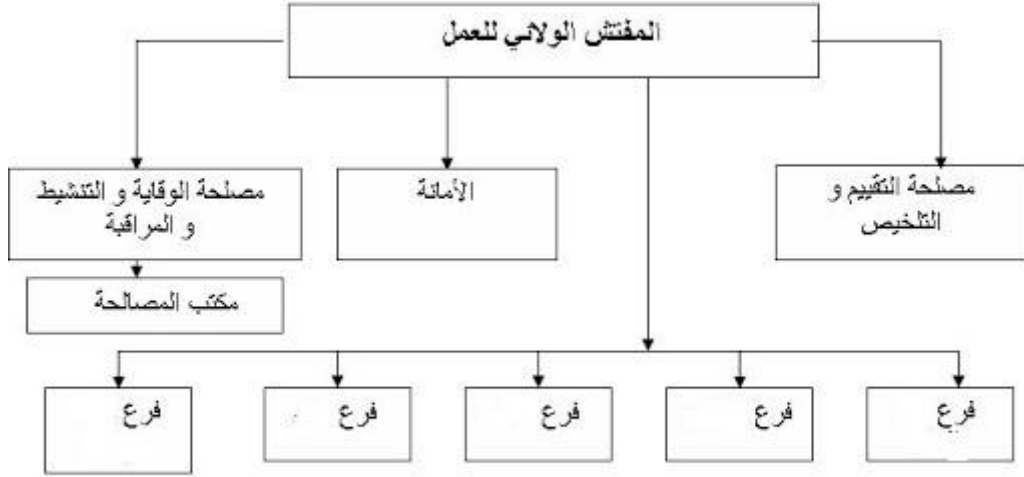 المفتش الولائي للعمل
مصلحة التقييم و
التلخيص
الأمانة
مصلحة الوقاية و التنشيط
و المراقبة
مكتب المصالحة
فرع
فرع
فرع
فرع
فرع